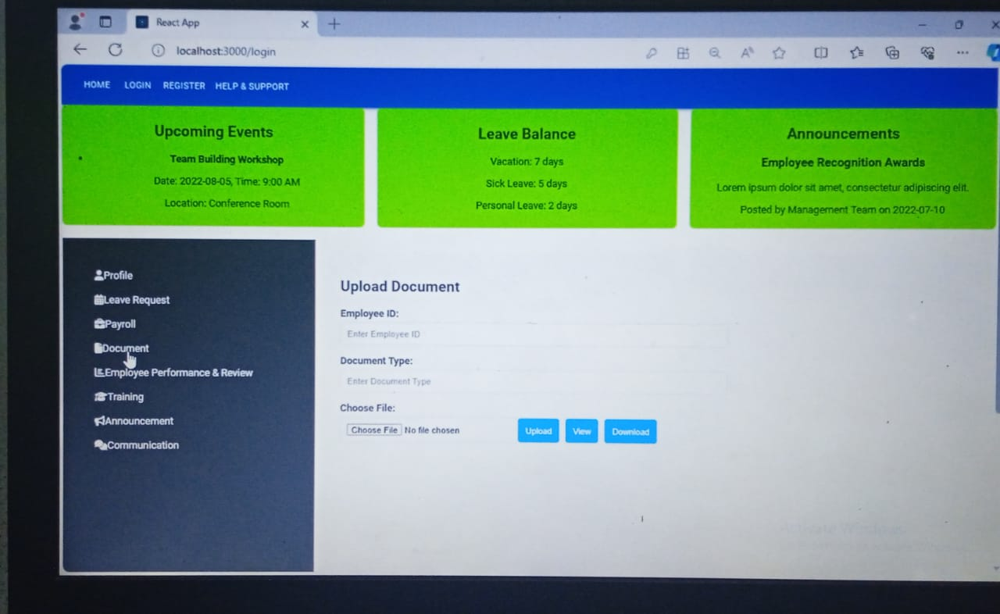 React App
localhost:3000/login
HOME LOGIN REGISTER HELP & SUPPORT
Upcoming Events
Team Building Workshop
Date: 2022-08-05, Time: 9:00 AM
Location: Conference Room
Leave Balance
Vacation: 7 days
Sick Leave: 5 days
Personal Leave: 2 days
Announcements
Employee Recognition Awards
Lorem ipsum dolor sit amet, consectetur adipiscing elit.
Posted by Management Team on 2022-07-10
Profile
Leave Request
Payroll
Document
Employee Performance & Review
Training
Announcement
Communication
Upload Document
Employee ID:
Enter Employee ID
Document Type:
Enter Document Type
Choose File:
Choose File No file chosen Upload View Download
Activate Windows